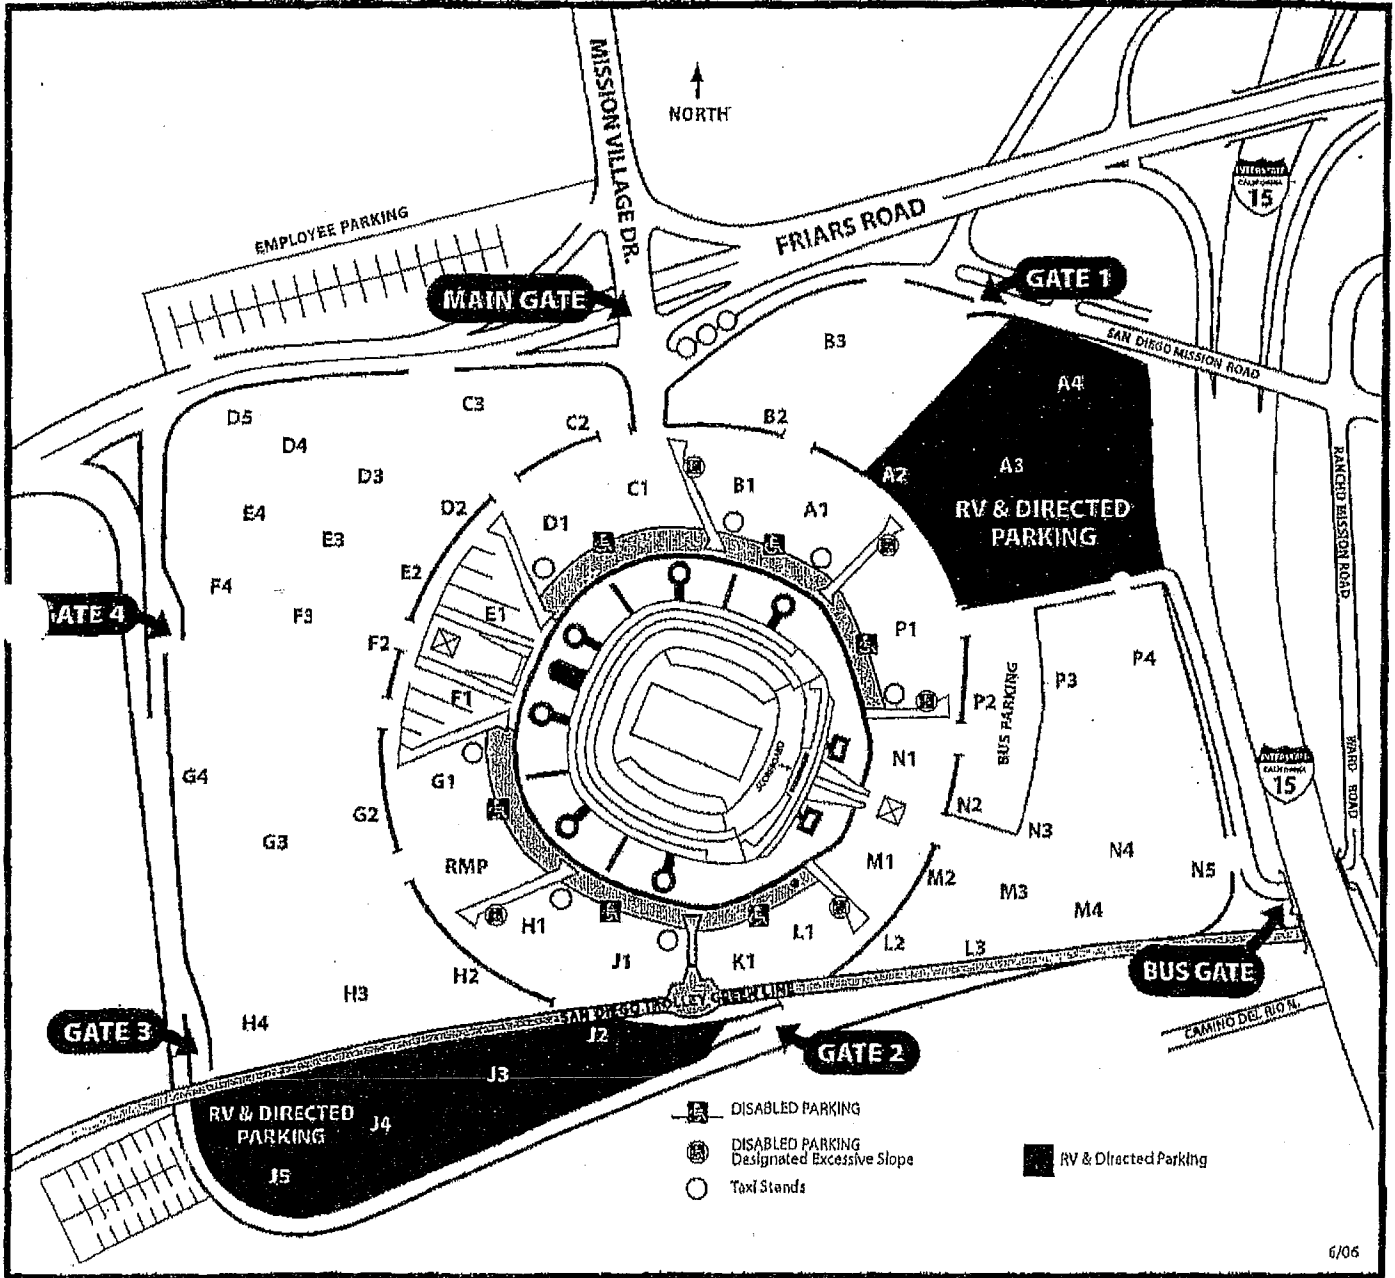 MISSION VILLAGE DR.
NORTH
INTERSTATE
CALIFORNIA
15
EMPLOYEE PARKING
FRIARS ROAD
MAIN GATE
GATE 1
SAN DIEGO MISSION ROAD
B3
A4
D5
C3
C2
B2
D4
D3
A3
A2
C1
B1
A1
RV & DIRECTED
PARKING
E4
E3
D2
D1
F4
F3
E2
E1
ATE 4
F2
F1
P1
P2
BUS PARKING
P3
P4
RANCHO MISSION ROAD
WARD ROAD
INTERSTATE
CALIFORNIA
15
G4
G1
G2
G3
SCOREBOARD
N1
N2
N3
N4
N5
RMP
M1
M2
M3
M4
H1
J1
K1
L1
L2
L3
H2
H3
H4
BUS GATE
CAMINO DEL RIO N.
SAN DIEGO TROLLEY GREEN LINE
GATE 3
GATE 2
J2
J3
J4
J5
RV & DIRECTED
PARKING
DISABLED PARKING
DISABLED PARKING
Designated Excessive Slope
Taxi Stands
RV & Directed Parking
6/06